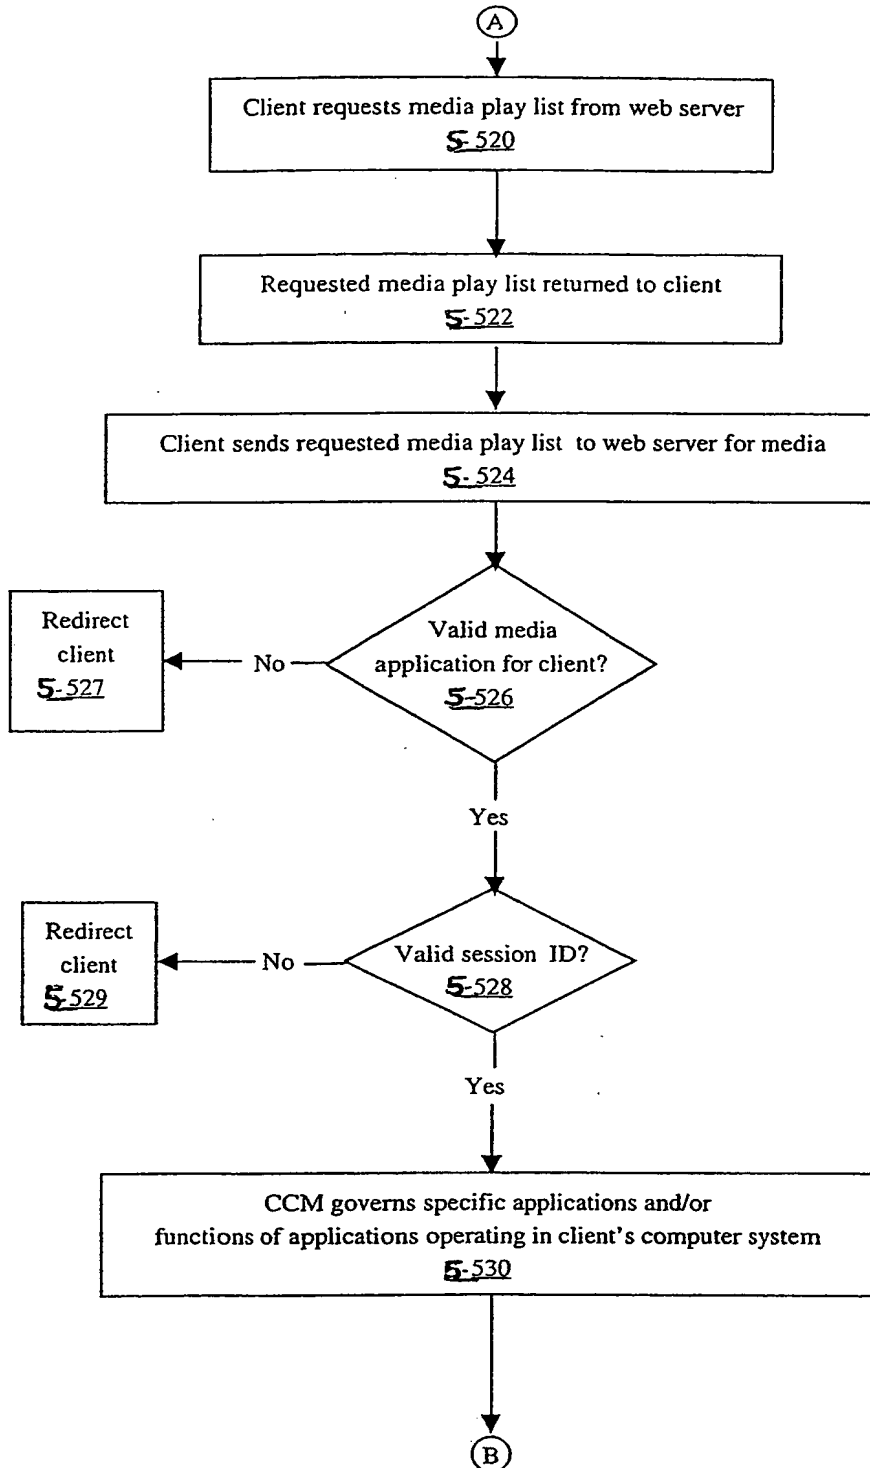 A
Client requests media play list from web server
5-520
Requested media play list returned to client
5-522
Client sends requested media play list to web server for media
5-524
Valid media
application for client?
5-526
No
Redirect
client
5-527
Yes
Valid session ID?
5-528
No
Redirect
client
5-529
Yes
CCM governs specific applications and/or
functions of applications operating in client's computer system
5-530
B